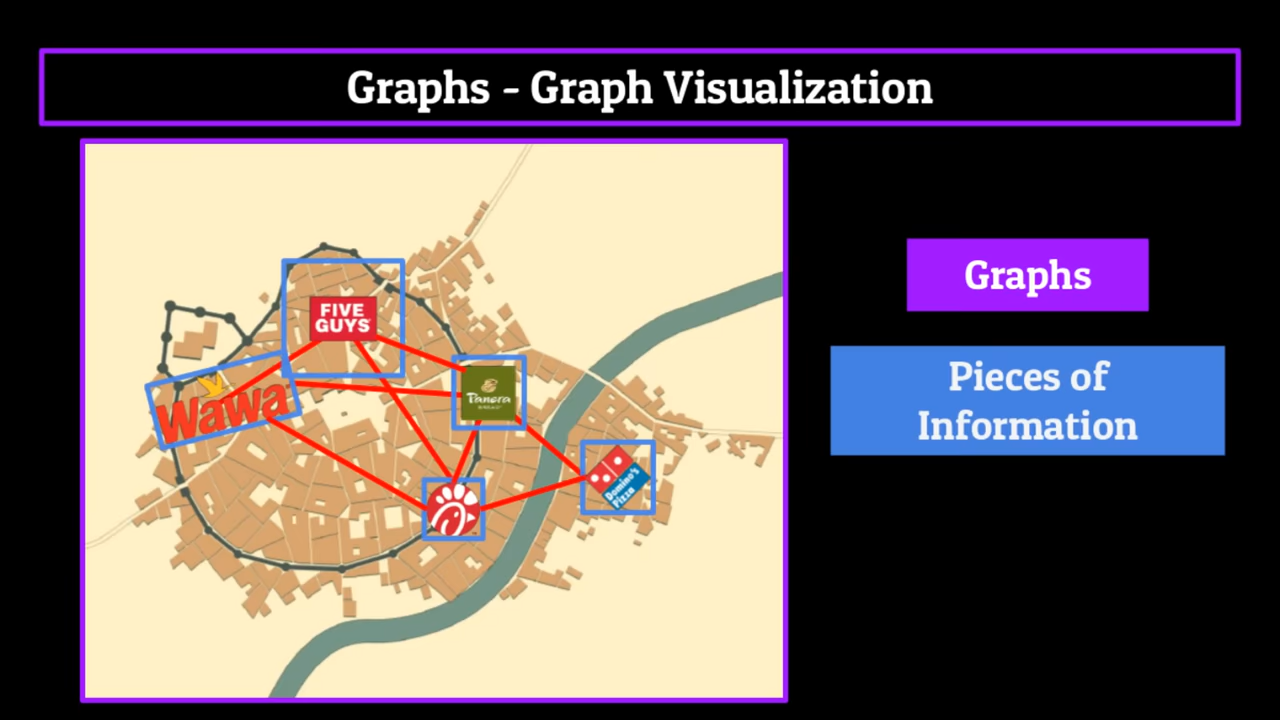 Graphs - Graph Visualization
FIVE
GUYS
Wawa
Panera
Domino's
Pizza
Graphs
Pieces of
Information